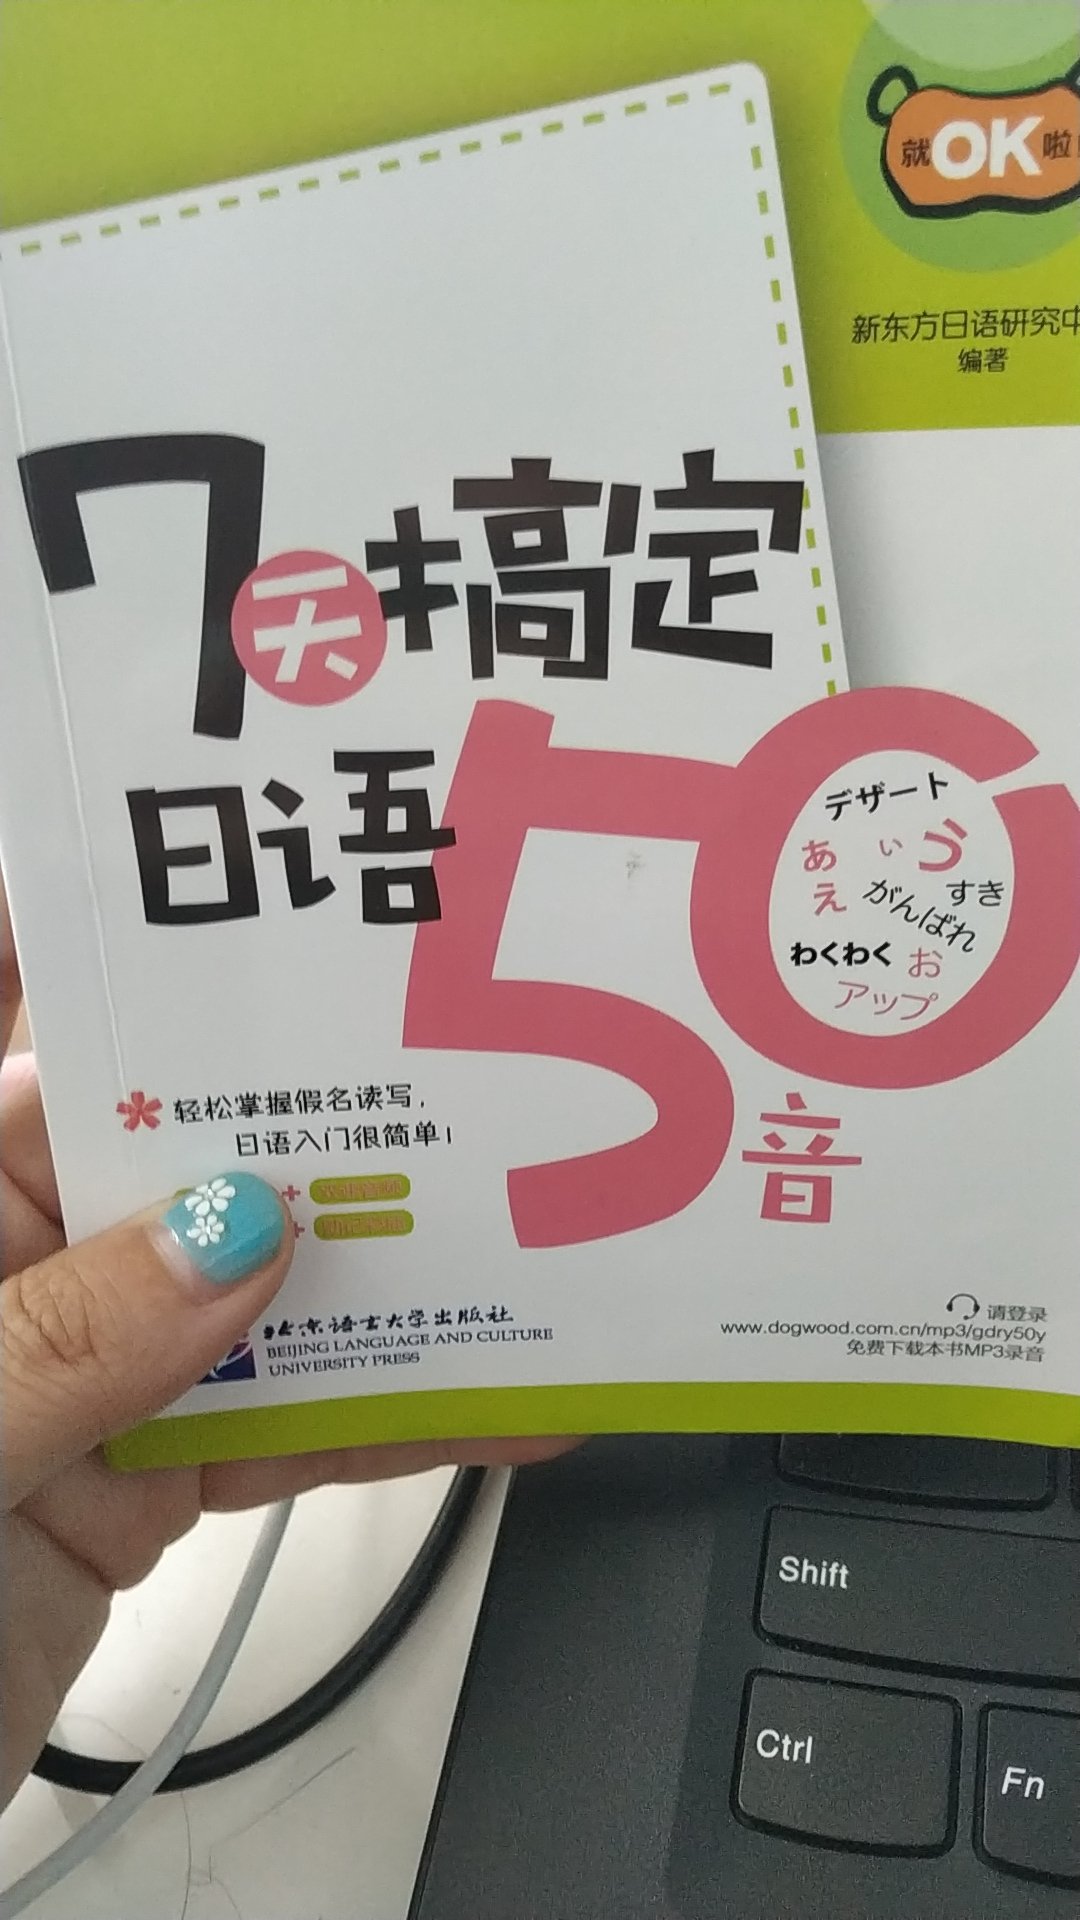 就OK啦
新东方日语研究中
编著
7天搞定
日语50音
デザート
あ ぃ う
え がんばれ すき
わくわく お
アップ
轻松掌握假名读写，
日语入门很简单！
北京语言大学出版社
BEIJING LANGUAGE AND CULTURE
UNIVERSITY PRESS
请登录
www.dogwood.com.cn/mp3/gdry50y
免费下载本书MP3录音
Shift
Ctrl
Fn